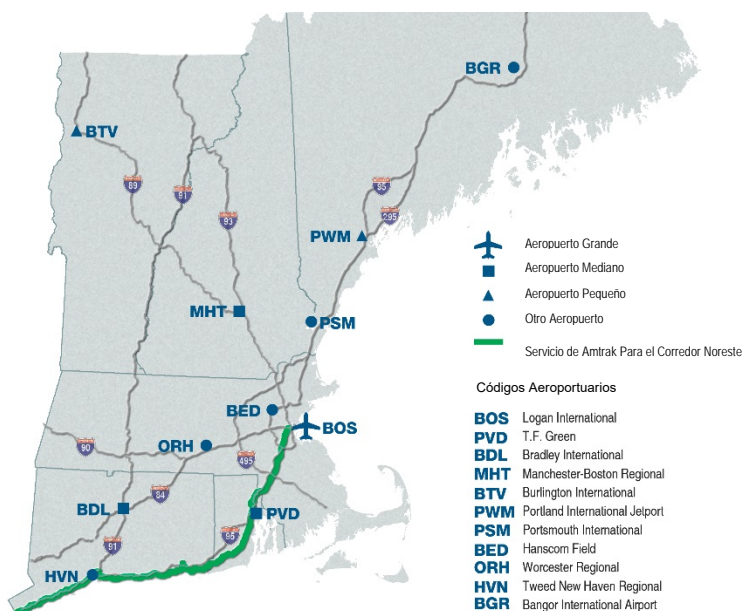 BGR
BTV
89
91
93
95
295
PWM
MHT
PSM
BED
BOS
ORH
90
495
84
BDL
PVD
95
91
HVN
Aeropuerto Grande
Aeropuerto Mediano
Aeropuerto Pequeño
Otro Aeropuerto
Servicio de Amtrak Para el Corredor Noreste
Códigos Aeroportuarios
BOS Logan International
PVD T.F. Green
BDL Bradley International
MHT Manchester-Boston Regional
BTV Burlington International
PWM Portland International Jetport
PSM Portsmouth International
BED Hanscom Field
ORH Worcester Regional
HVN Tweed New Haven Regional
BGR Bangor International Airport